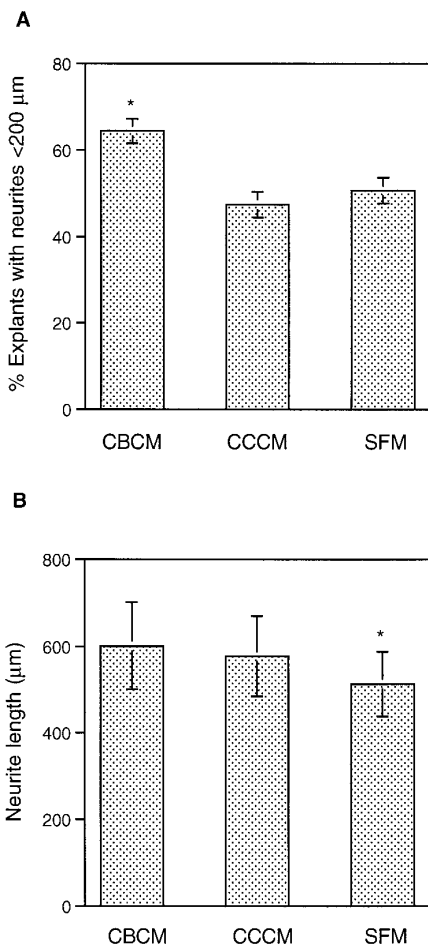 A
% Explants with neurites <200 µm
80
60
40
20
0
*
CBCM CCCM SFM
B
Neurite length (µm)
800
600
400
200
0
*
CBCM CCCM SFM